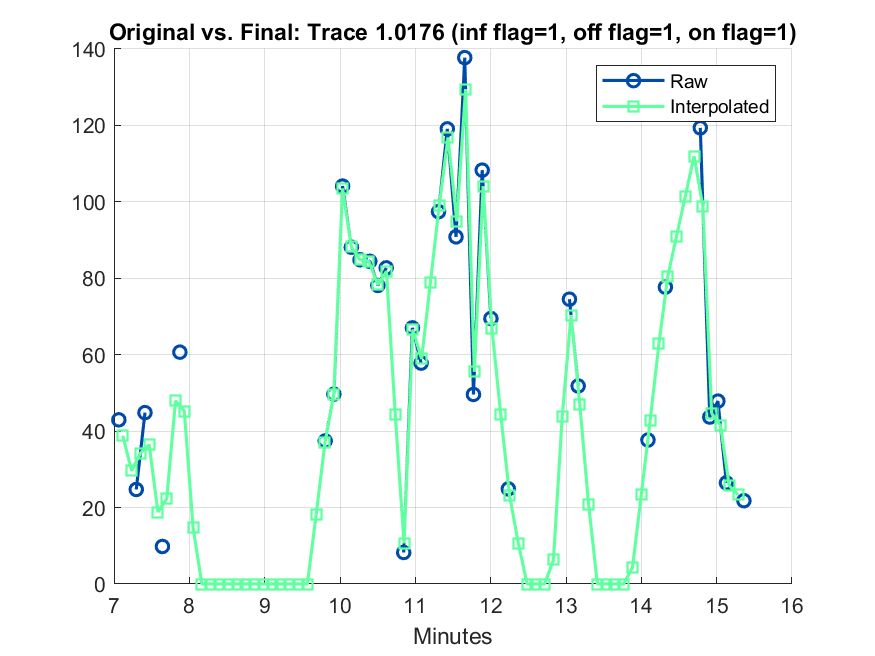 Original vs. Final: Trace 1.0176 (inf flag=1, off flag=1, on flag=1)
140
120
100
80
60
40
20
0
Raw
Interpolated
7 8 9 10 11 12 13 14 15 16
Minutes